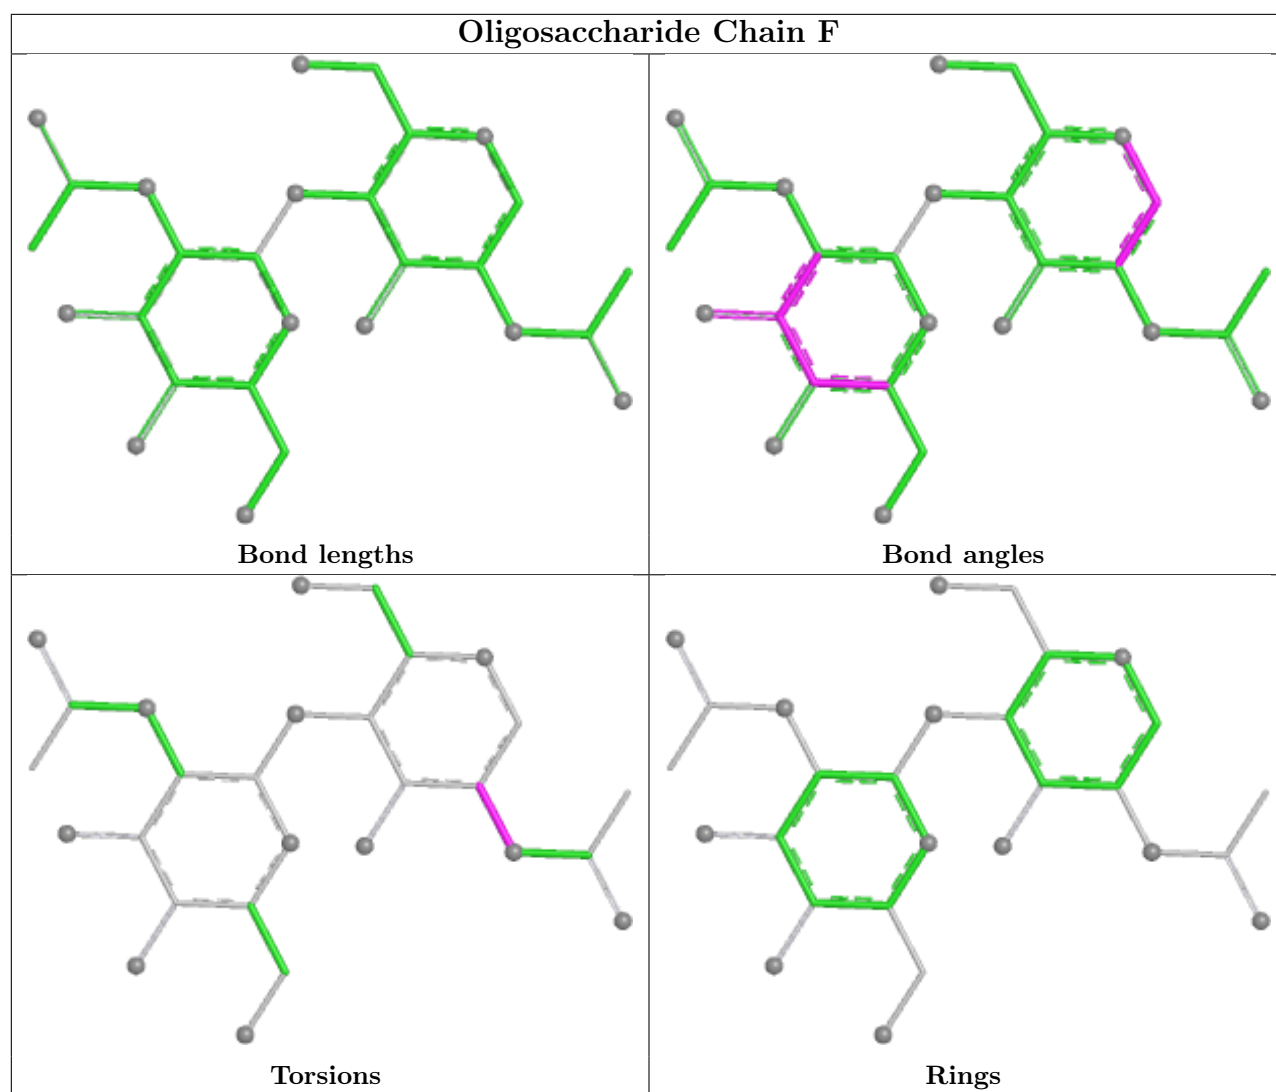 Oligosaccharide Chain F
Bond lengths
Bond angles
Torsions
Rings